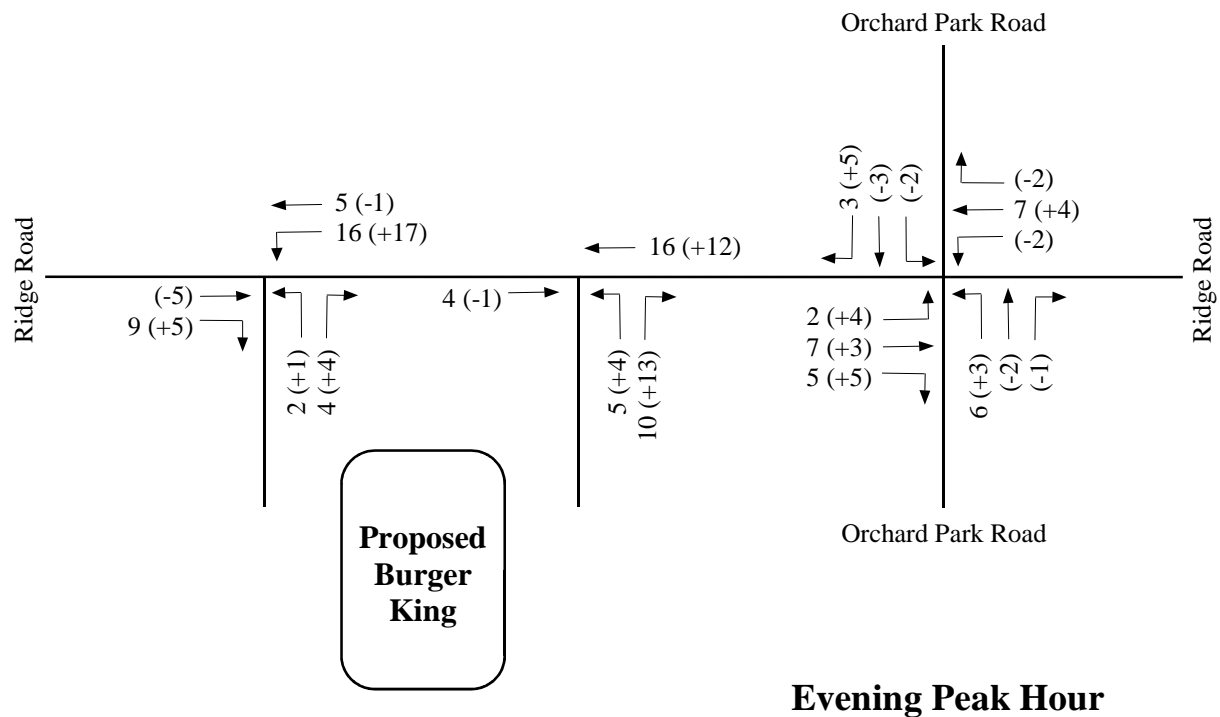 Orchard Park Road
3 (+5)
(-3)
(-2)
(-2)
7 (+4)
(-2)
5 (-1)
16 (+17)
16 (+12)
Ridge Road
Ridge Road
(-5)
9 (+5)
4 (-1)
2 (+4)
7 (+3)
5 (+5)
2 (+1)
4 (+4)
5 (+4)
10 (+13)
6 (+3)
(-2)
(-1)
Proposed
Burger
King
Orchard Park Road
Evening Peak Hour